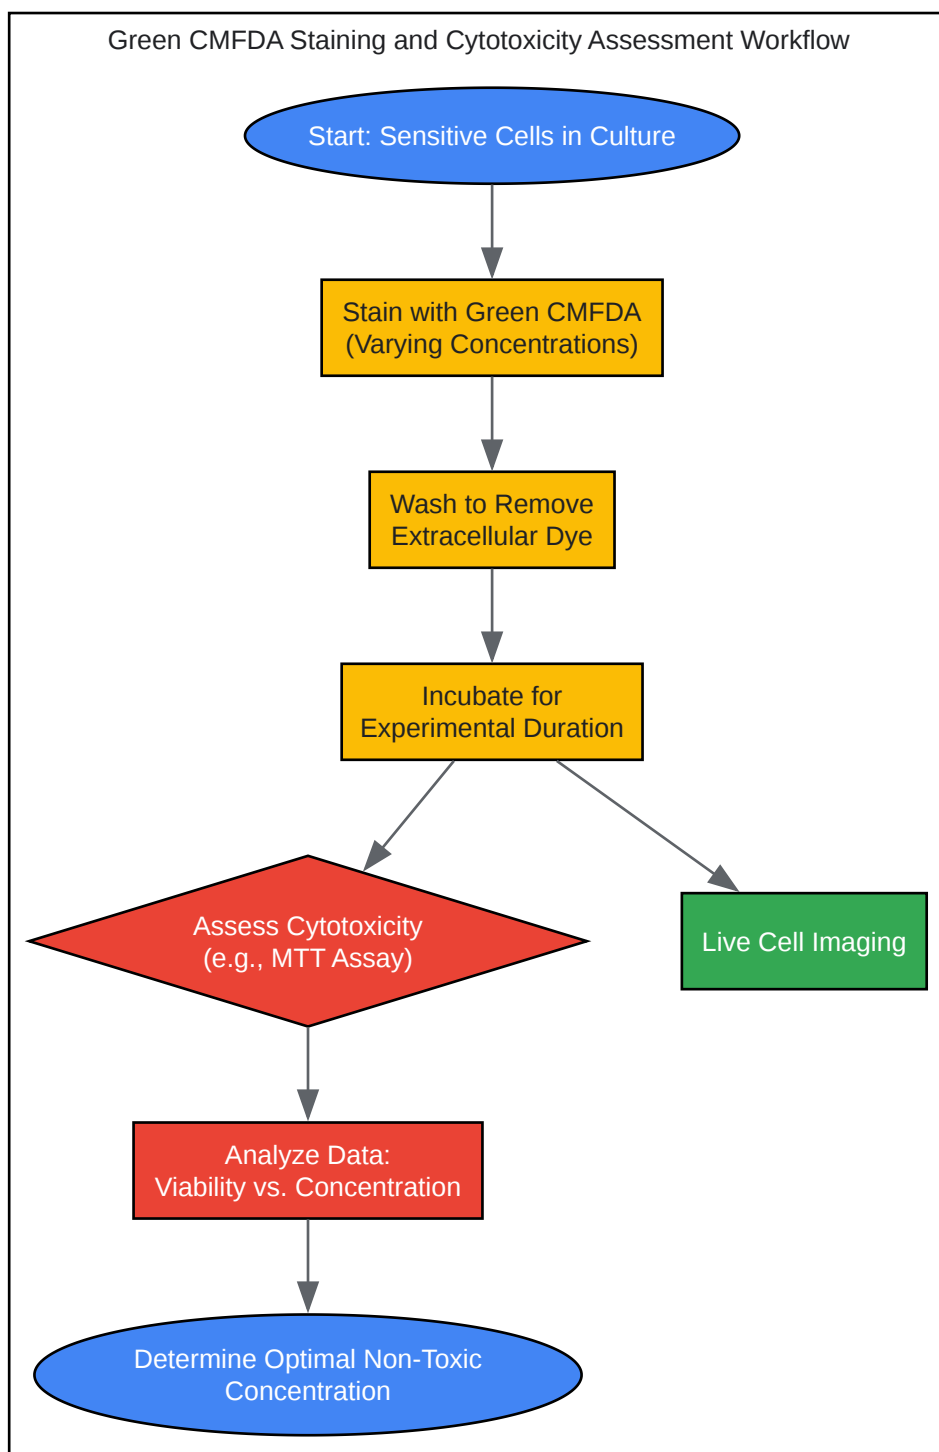 Green CMFDA Staining and Cytotoxicity Assessment Workflow
Start: Sensitive Cells in Culture
Stain with Green CMFDA
(Varying Concentrations)
Wash to Remove
Extracellular Dye
Incubate for
Experimental Duration
Assess Cytotoxicity
(e.g., MTT Assay)
Live Cell Imaging
Analyze Data:
Viability vs. Concentration
Determine Optimal Non-Toxic
Concentration